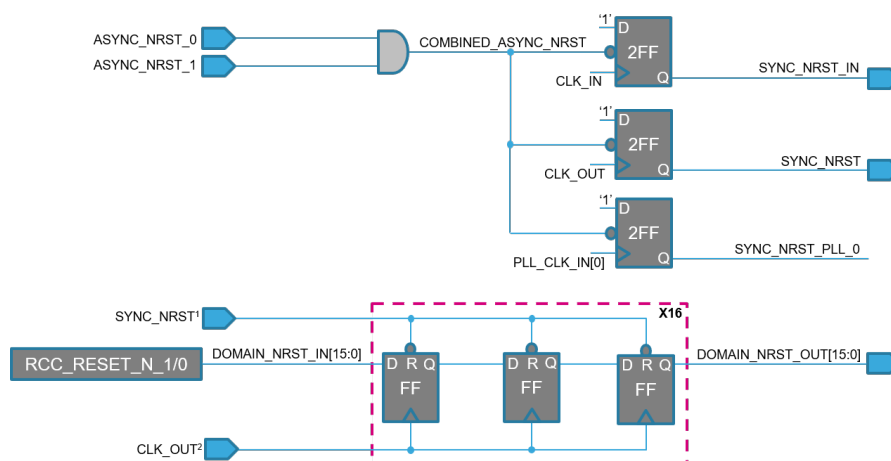 ASYNC_NRST_0
ASYNC_NRST_1
COMBINED_ASYNC_NRST
'1'
D
2FF
Q
CLK_IN
SYNC_NRST_IN
'1'
D
2FF
Q
CLK_OUT
SYNC_NRST
'1'
D
2FF
Q
PLL_CLK_IN[0]
SYNC_NRST_PLL_0
X16
SYNC_NRST¹
RCC_RESET_N_1/0
DOMAIN_NRST_IN[15:0]
D R Q
FF
D R Q
FF
D R Q
FF
DOMAIN_NRST_OUT[15:0]
CLK_OUT²